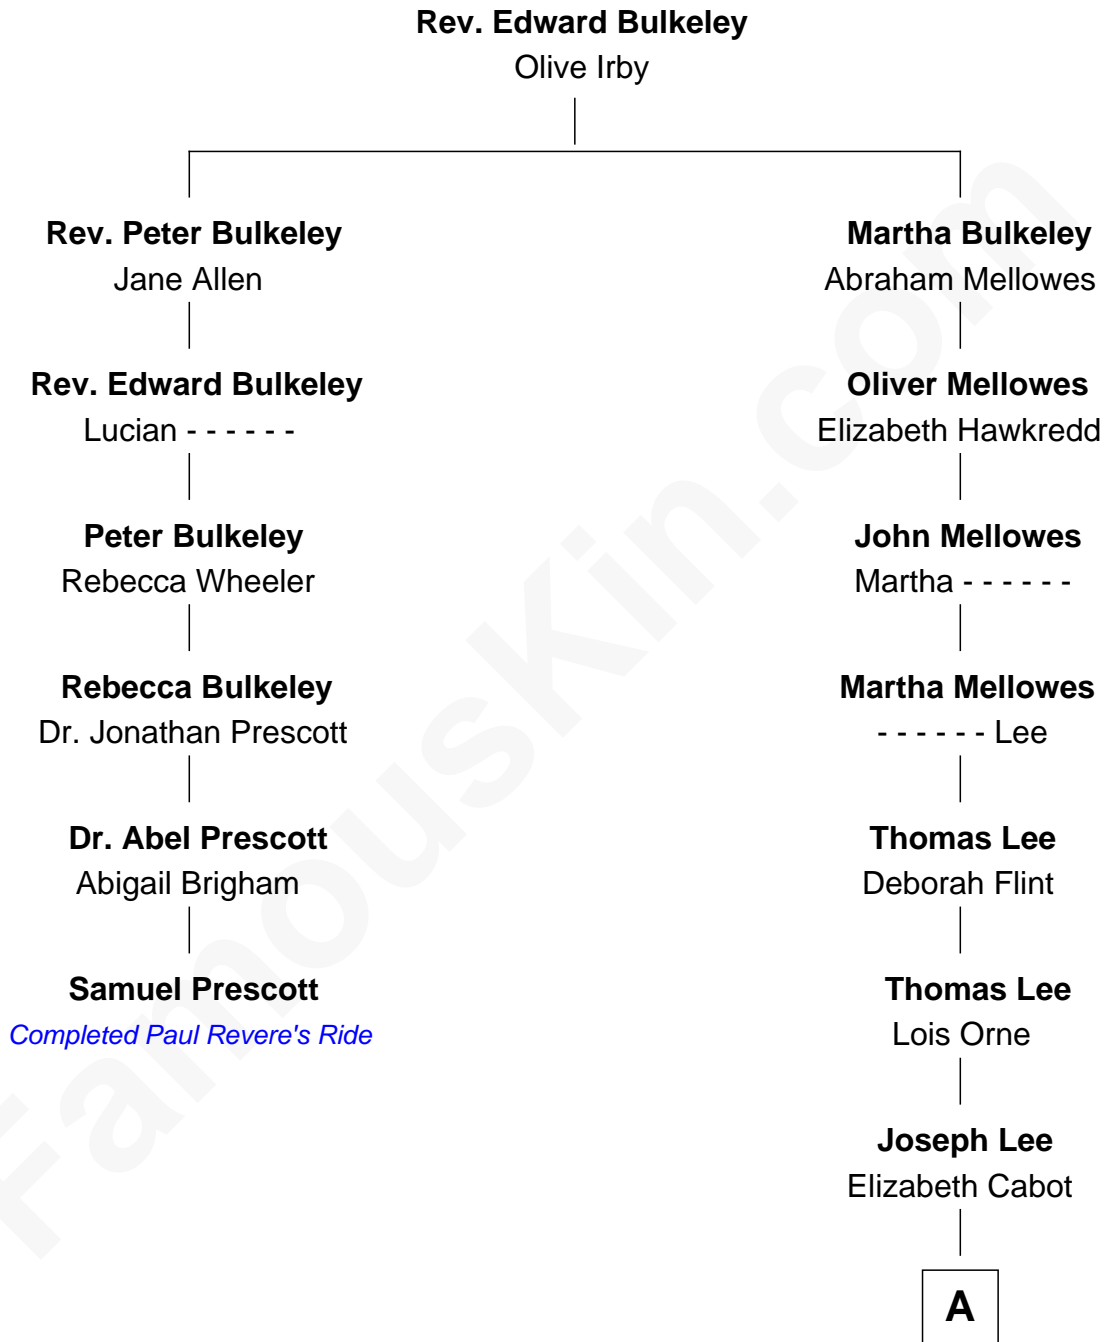 Rev. Edward Bulkeley
Olive Irby
Rev. Peter Bulkeley
Jane Allen
Martha Bulkeley
Abraham Mellowes
Rev. Edward Bulkeley
Lucian - - - - - -
Oliver Mellowes
Elizabeth Hawkredd
Peter Bulkeley
Rebecca Wheeler
John Mellowes
Martha - - - - - -
Rebecca Bulkeley
Dr. Jonathan Prescott
Martha Mellowes
- - - - - - Lee
Dr. Abel Prescott
Abigail Brigham
Thomas Lee
Deborah Flint
Samuel Prescott
Completed Paul Revere's Ride
Thomas Lee
Lois Orne
Joseph Lee
Elizabeth Cabot
A
FamousKin.com